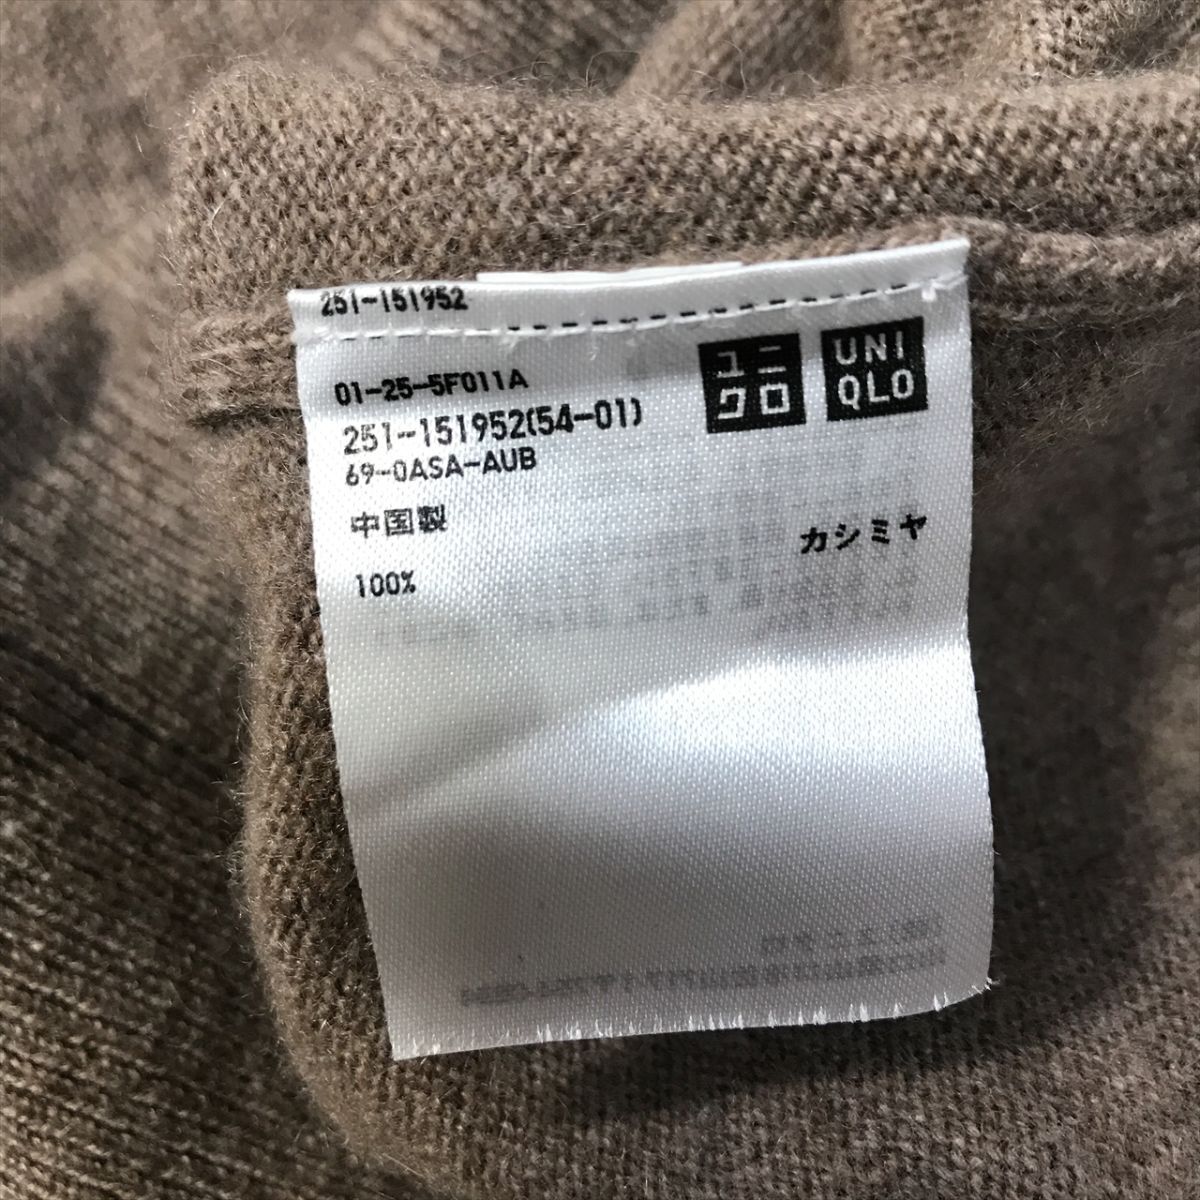 251-151952
01-25-5F011A
251-151952(54-01)
69-0ASA-AUB
中国製
カシミヤ
100%
ユニ
クロ
UNI
QLO